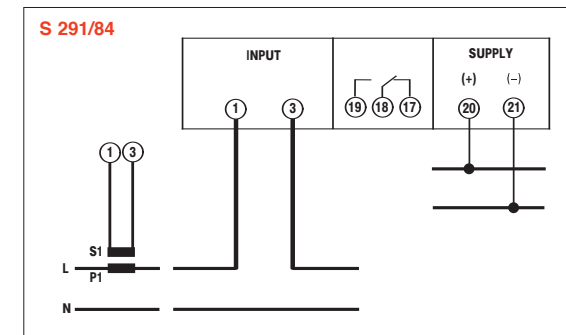 S 291/84
INPUT
SUPPLY
(+) (–)
1 3 19 18 17 20 21
1 3
S1
L
P1
N